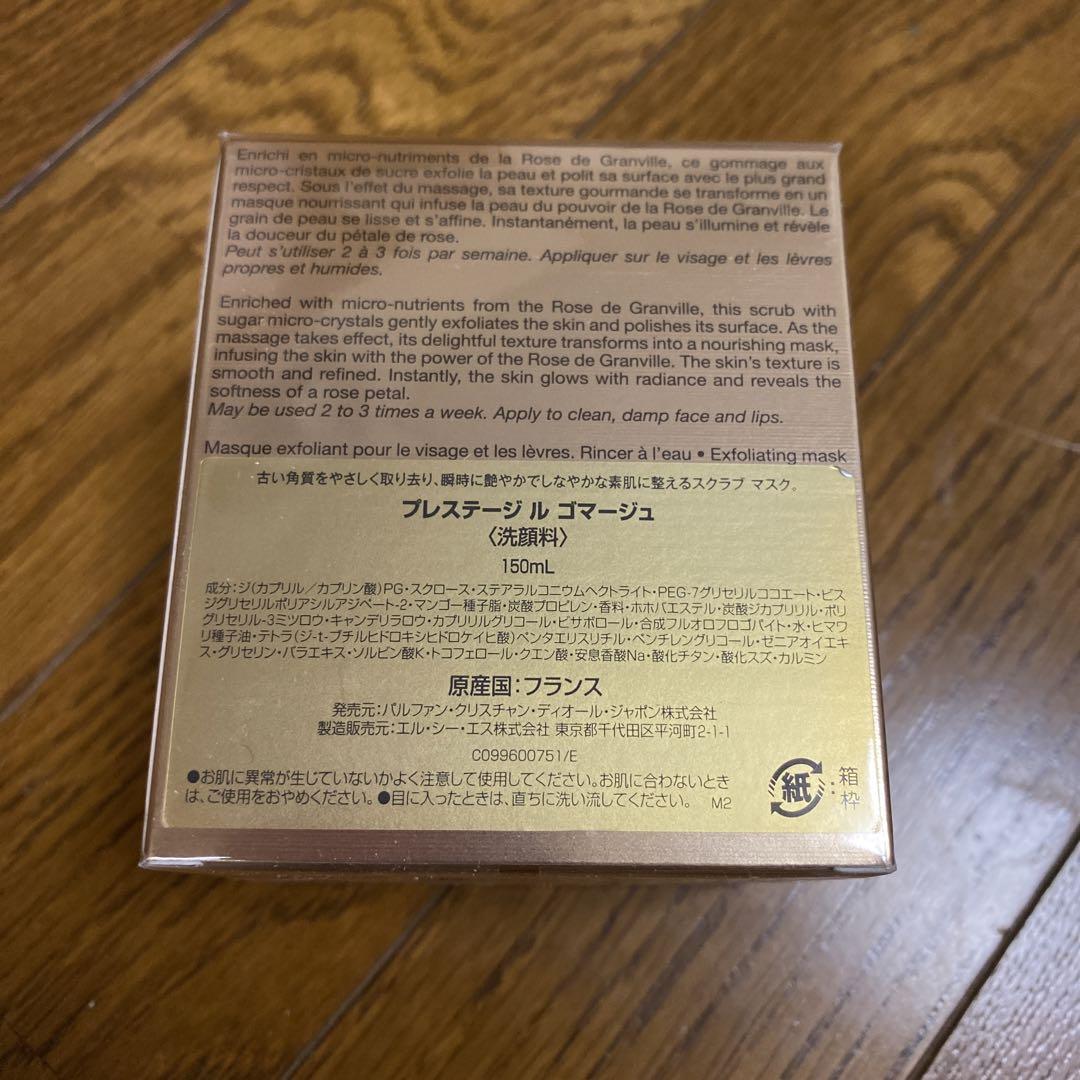 Enrichi en micro-nutriments de la Rose de Granville, ce gommage aux
micro-cristaux de sucre exfolie la peau et polit sa surface avec le plus grand
respect. Sous l'effet du massage, sa texture gourmande se transforme en un
masque nourrissant qui infuse la peau du pouvoir de la Rose de Granville. Le
grain de peau se lisse et s'affine. Instantanément, la peau s'illumine et révèle
la douceur du pétale de rose.
Peut s'utiliser 2 à 3 fois par semaine. Appliquer sur le visage et les lèvres
propres et humides.
Enriched with micro-nutrients from the Rose de Granville, this scrub with
sugar micro-crystals gently exfoliates the skin and polishes its surface. As the
massage takes effect, its delightful texture transforms into a nourishing mask,
infusing the skin with the power of the Rose de Granville. The skin's texture is
smooth and refined. Instantly, the skin glows with radiance and reveals the
softness of a rose petal.
May be used 2 to 3 times a week. Apply to clean, damp face and lips.
Masque exfoliant pour le visage et les lèvres. Rincer à l'eau • Exfoliating mask
古い角質をやさしく取り去り、瞬時に艶やかでしなやかな素肌に整えるスクラブ マスク。
プレステージ ル ゴマージュ
〈洗顔料〉
150mL
成分:ジ(カプリル/カプリン酸)PG・スクロース・ステアラルコニウムヘクトライト・PEG-7グリセリルココエート・ビス
ジグリセリルポリアシルアジペート-2・マンゴー種子脂・炭酸プロピレン・香料・ホホバエステル・炭酸ジカプリリル・ポリ
グリセリル-3ミツロウ・キャンデリラロウ・カプリリルグリコール・ビサボロール・合成フルオロフロゴパイト・水・ヒマワ
リ種子油・テトラ(ジ-t-ブチルヒドロキシヒドロケイヒ酸)ペンタエリスリチル・ペンチレングリコール・ゼニアオイエキ
ス・グリセリン・バラエキス・ソルビン酸K・トコフェロール・クエン酸・安息香酸Na・酸化チタン・酸化スズ・カルミン
原産国:フランス
発売元:パルファン・クリスチャン・ディオール・ジャポン株式会社
製造販売元:エル・シー・エス株式会社 東京都千代田区平河町2-1-1
C099600751/E
●お肌に異常が生じていないかよく注意して使用してください。お肌に合わないとき
は、ご使用をおやめください。●目に入ったときは、直ちに洗い流してください。 M2
紙 箱:枠